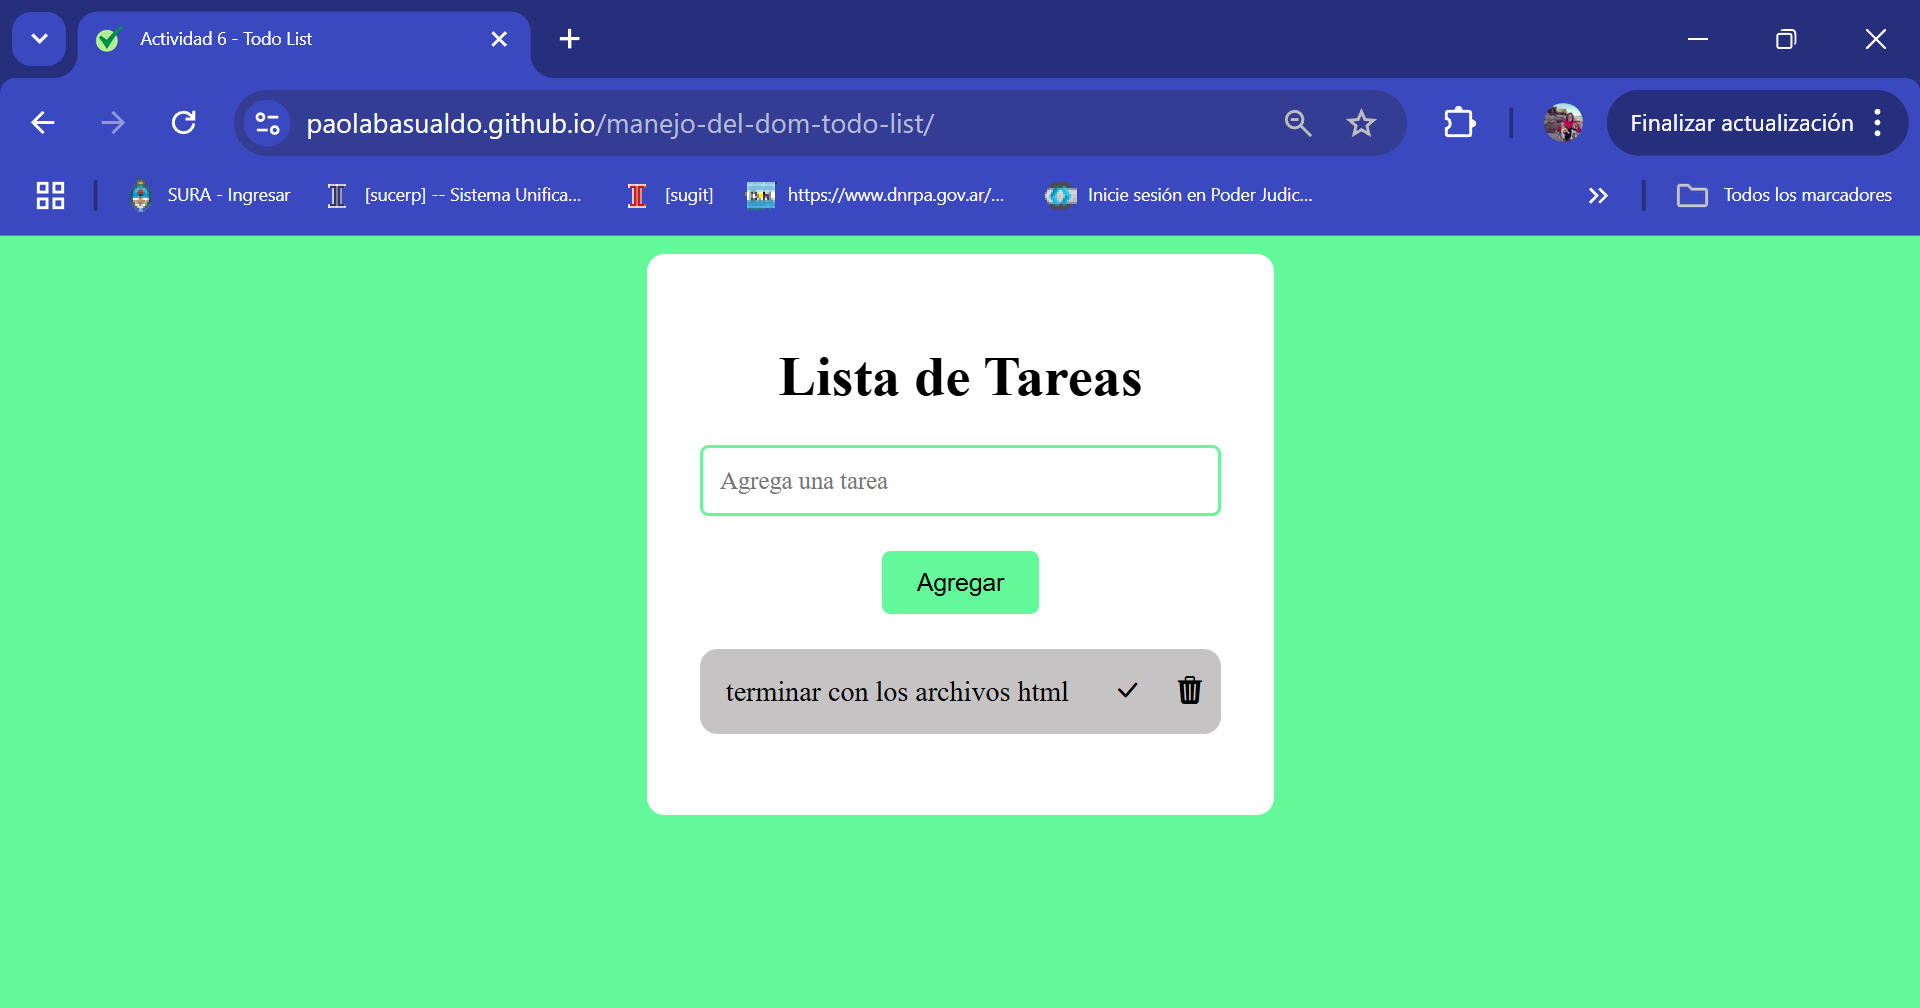 Actividad 6 - Todo List
paolabasualdo.github.io/manejo-del-dom-todo-list/
Finalizar actualización
SURA - Ingresar
[sucerp] -- Sistema Unifica...
[sugit]
https://www.dnrpa.gov.ar/...
Inicie sesión en Poder Judic...
Todos los marcadores
Lista de Tareas
Agrega una tarea
Agregar
terminar con los archivos html